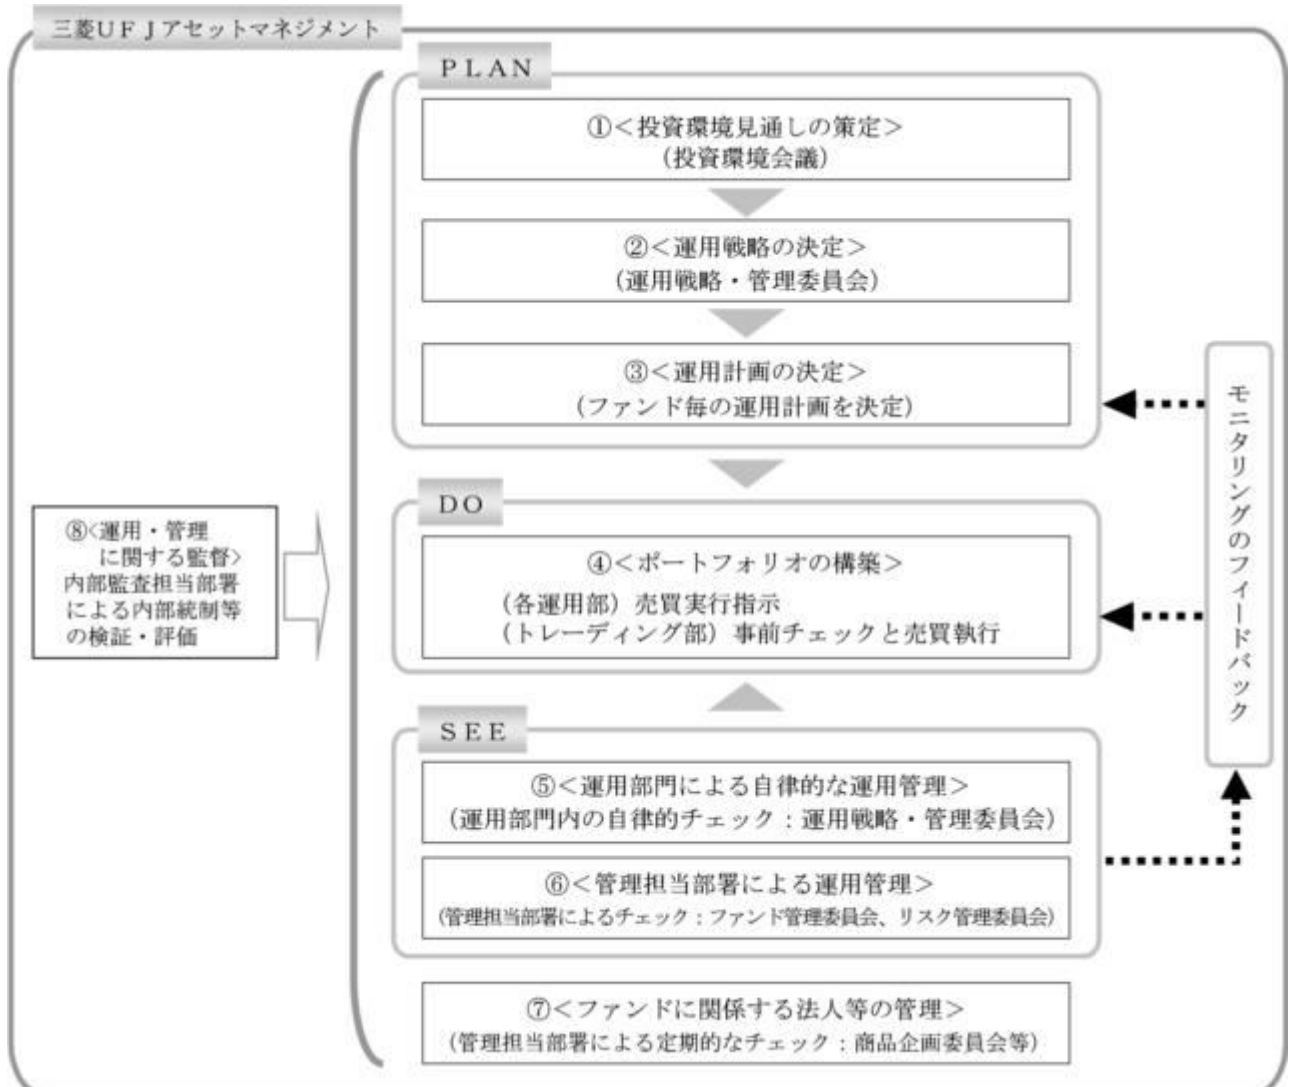 三菱ＵＦＪアセットマネジメント
ＰＬＡＮ
①＜投資環境見通しの策定＞
（投資環境会議）
②＜運用戦略の決定＞
（運用戦略・管理委員会）
③＜運用計画の決定＞
（ファンド毎の運用計画を決定）
ＤＯ
④＜ポートフォリオの構築＞
（各運用部）売買実行指示
（トレーディング部）事前チェックと売買執行
ＳＥＥ
⑤＜運用部門による自律的な運用管理＞
（運用部門内の自律的チェック：運用戦略・管理委員会）
⑥＜管理担当部署による運用管理＞
（管理担当部署によるチェック：ファンド管理委員会、リスク管理委員会）
⑦＜ファンドに関係する法人等の管理＞
（管理担当部署による定期的なチェック：商品企画委員会等）
⑧〈運用・管理
に関する監督〉
内部監査担当部署
による内部統制等
の検証・評価
モニタリングのフィードバック